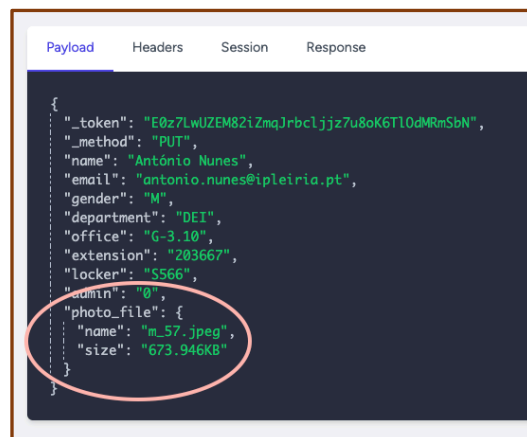 Payload Headers Session Response
{
"_token": "E0z7LwUZEM82iZmqJrbcljjz7u8oK6TlOdMRmSbN",
"_method": "PUT",
"name": "António Nunes",
"email": "antonio.nunes@ipleiria.pt",
"gender": "M",
"department": "DEI",
"office": "G-3.10",
"extension": "203667",
"locker": "S566",
"admin": "0",
"photo_file": {
"name": "m_57.jpeg",
"size": "673.946KB"
}
}